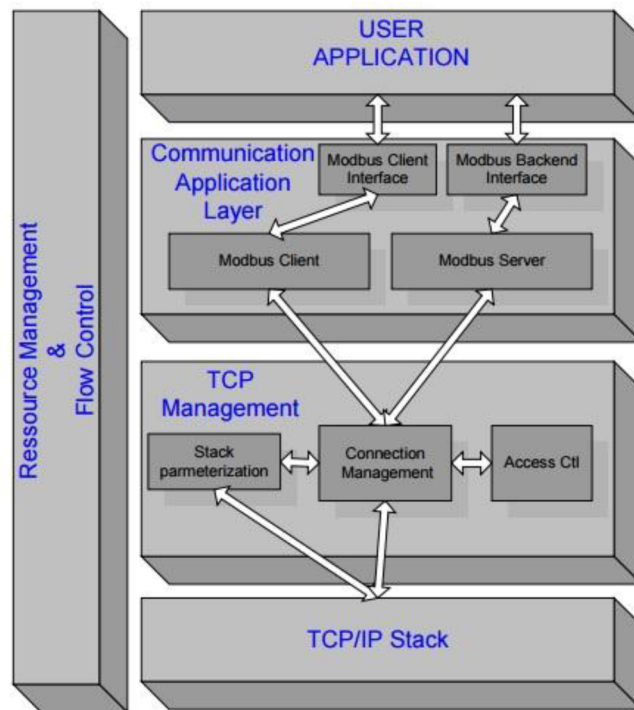 USER
APPLICATION
Communication
Application
Layer
Modbus Client
Interface
Modbus Backend
Interface
Modbus Client
Modbus Server
Ressource Management
&
Flow Control
TCP
Management
Stack
parmeterization
Connection
Management
Access Ctl
TCP/IP Stack